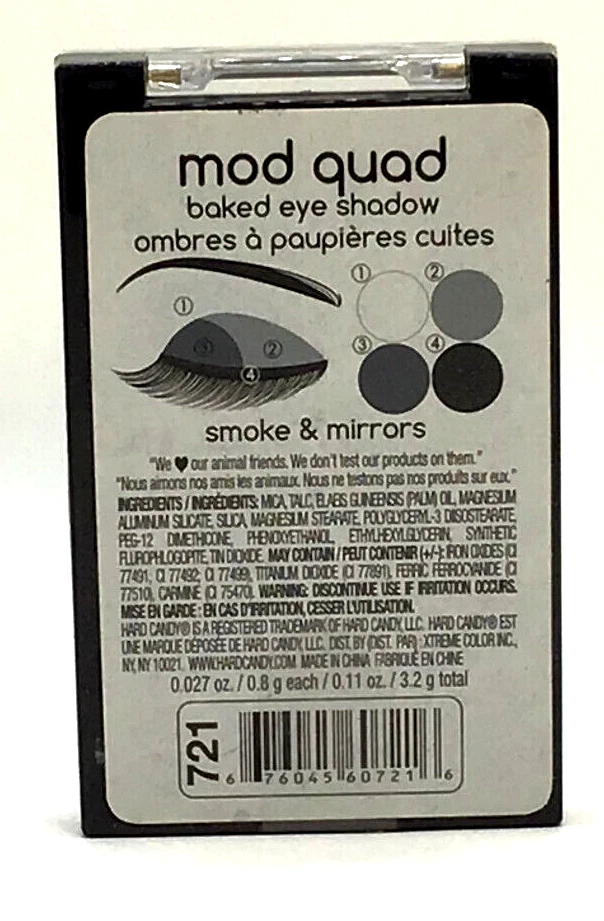 mod quad
baked eye shadow
ombres à paupières cuites
① ① ②
③ ② ③ ④
④
smoke & mirrors
"We ♥ our animal friends. We don't test our products on them."
"Nous aimons nos amis les animaux. Nous ne testons pas nos produits sur eux."
INGREDIENTS / INGRÉDIENTS: MICA, TALC, ELAEIS GUINEENSIS (PALM) OIL, MAGNESIUM
ALUMINUM SILICATE, SILICA, MAGNESIUM STEARATE, POLYGLYCERYL-3 DIISOSTEARATE,
PEG-12 DIMETHICONE, PHENOXYETHANOL, ETHYLHEXYLGLYCERIN, SYNTHETIC
FLUROPHLOGOPITE, TIN DIOXIDE. MAY CONTAIN / PEUT CONTENIR (+/-): IRON OXIDES (CI
77491, CI 77492, CI 77499), TITANIUM DIOXIDE (CI 77891), FERRIC FERROCYANIDE (CI
77510), CARMINE (CI 75470). WARNING: DISCONTINUE USE IF IRRITATION OCCURS.
MISE EN GARDE : EN CAS D'IRRITATION, CESSER L'UTILISATION.
HARD CANDY® IS A REGISTERED TRADEMARK OF HARD CANDY, LLC. HARD CANDY® EST
UNE MARQUE DÉPOSÉE DE HARD CANDY, LLC. DIST. BY (DIST. PAR) : XTREME COLOR INC.,
NY, NY 10021. WWW.HARDCANDY.COM. MADE IN CHINA FABRIQUÉ EN CHINE
0.027 oz. / 0.8 g each / 0.11 oz. / 3.2 g total
721
6 76045 60721 6